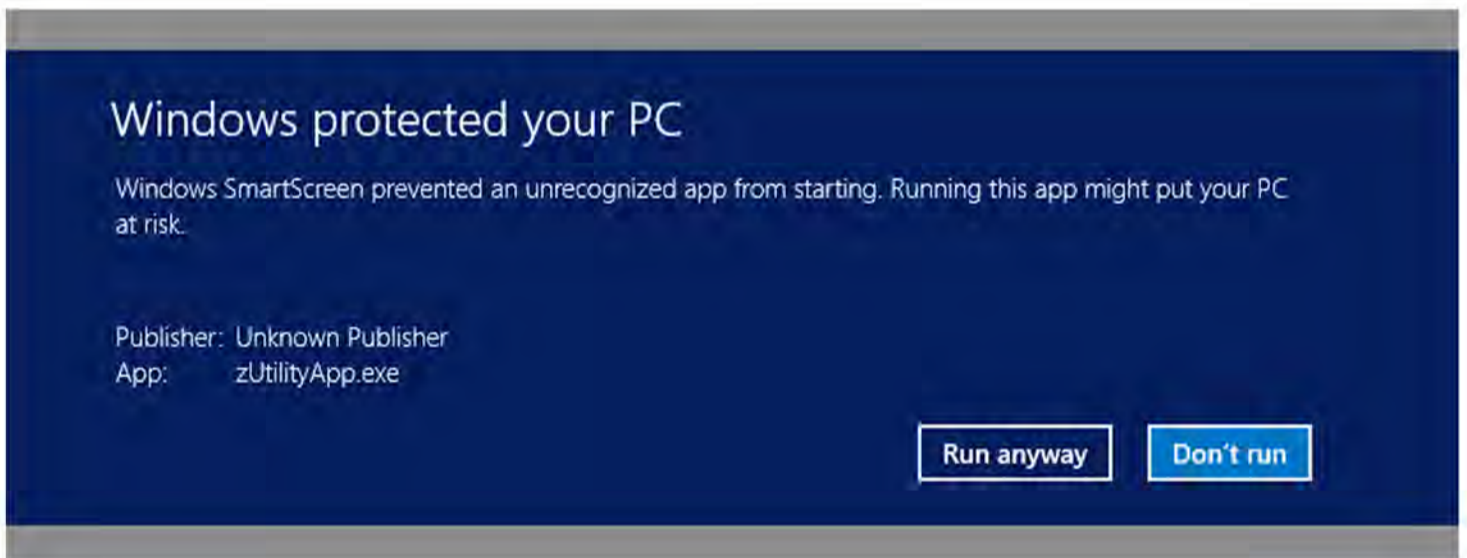 Windows protected your PC
Windows SmartScreen prevented an unrecognized app from starting. Running this app might put your PC
at risk.
Publisher: Unknown Publisher
App: zUtilityApp.exe
Run anyway Don't run